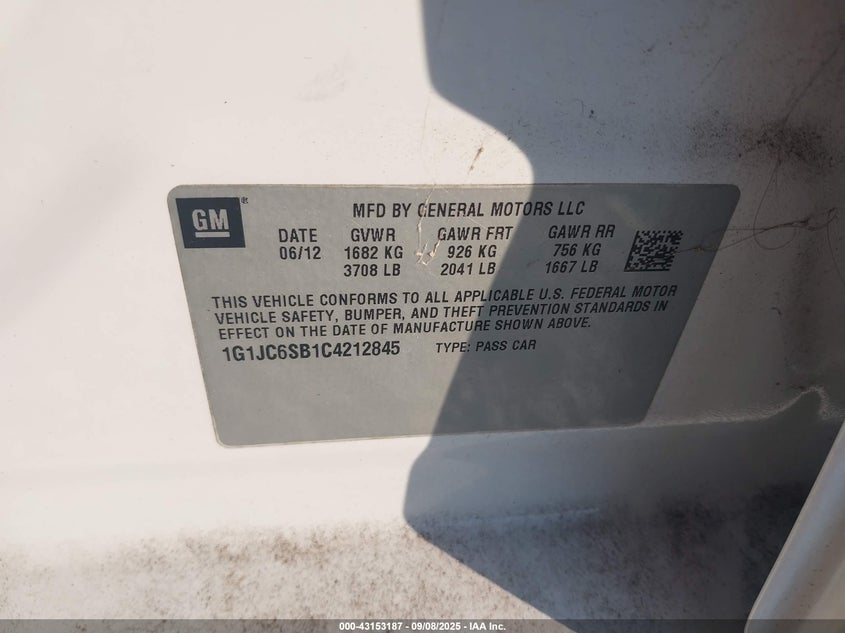 GM®
MFD BY GENERAL MOTORS LLC
DATE GVWR GAWR FRT GAWR RR
06/12 1682 KG 926 KG 756 KG
3708 LB 2041 LB 1667 LB
THIS VEHICLE CONFORMS TO ALL APPLICABLE U.S. FEDERAL MOTOR
VEHICLE SAFETY, BUMPER, AND THEFT PREVENTION STANDARDS IN
EFFECT ON THE DATE OF MANUFACTURE SHOWN ABOVE.
1G1JC6SB1C4212845 TYPE: PASS CAR
000-43153187 - 09/08/2025 - IAA Inc.